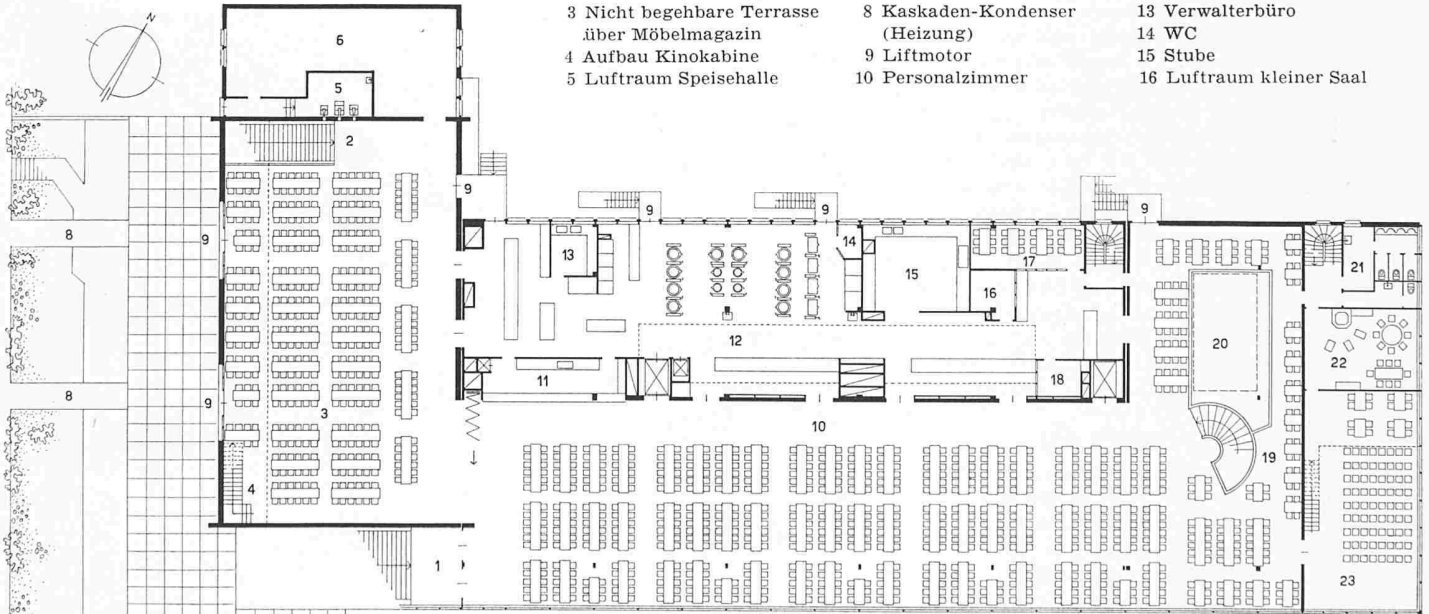 3 Nicht begehbare Terrasse
über Möbelmagazin
4 Aufbau Kinokabine
5 Luftraum Speisehalle
8 Kaskaden-Kondenser
(Heizung)
9 Liftmotor
10 Personalzimmer
13 Verwalterbüro
14 WC
15 Stube
16 Luftraum kleiner Saal
N
6
5
2
9
9
9
9
8
9
13
14
15
17
16
21
20
12
22
3
8
9
11
18
10
19
4
1
23